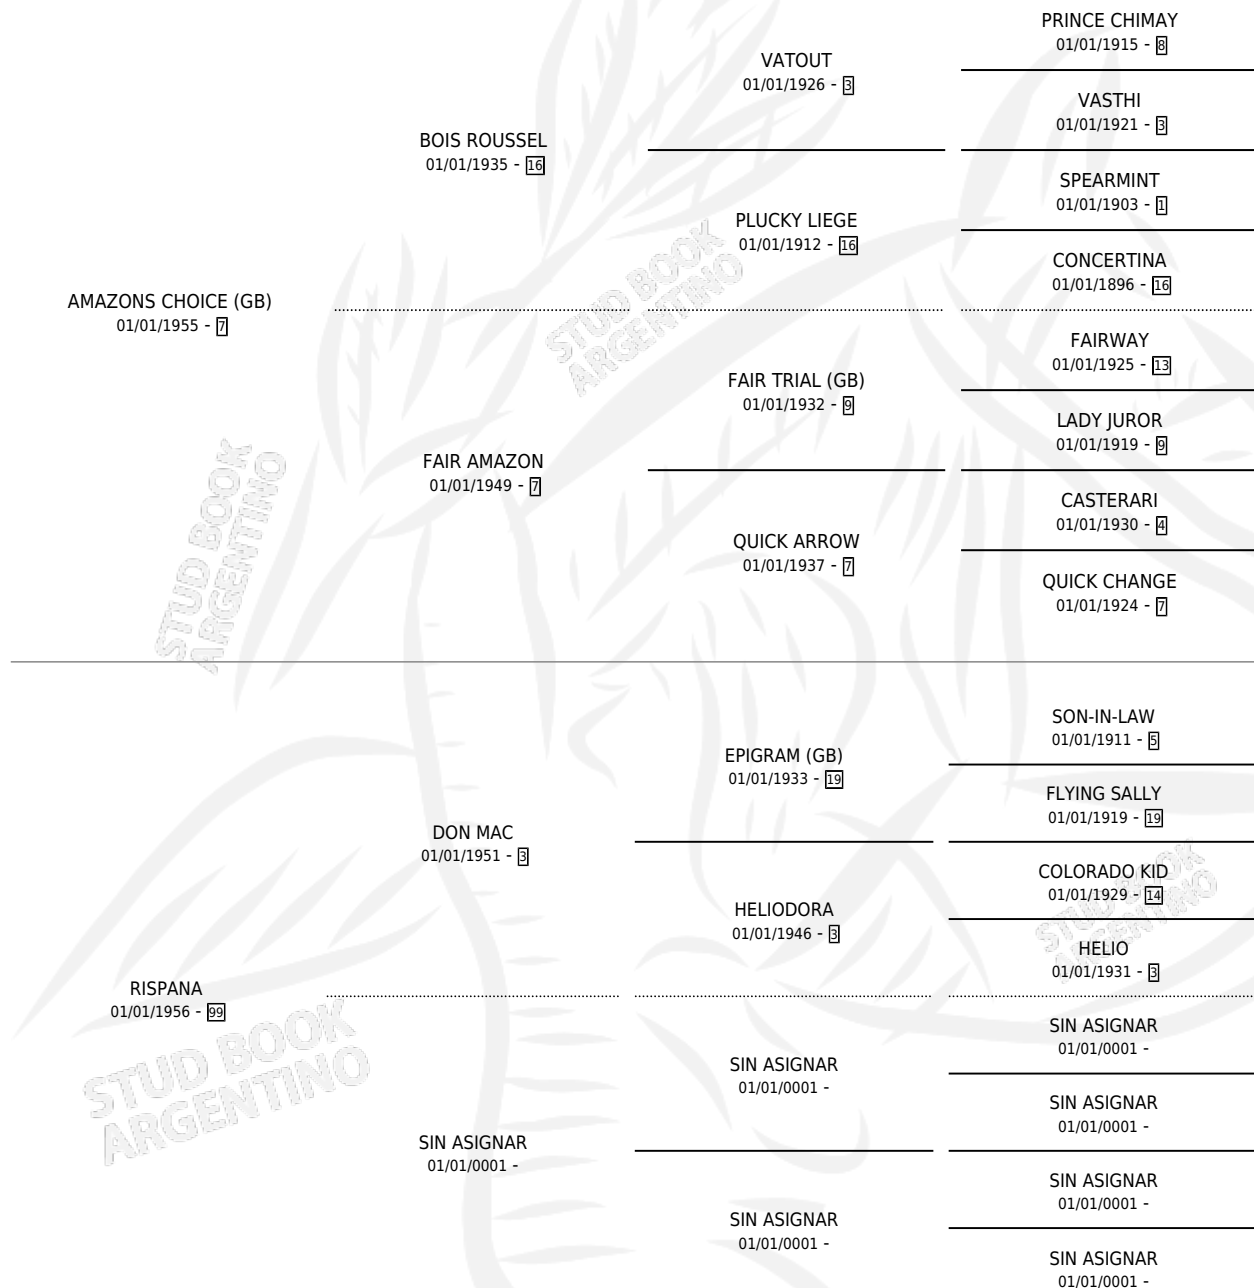 PRINCE CHIMAY
01/01/1915 - 8
VATOUT
01/01/1926 - 3
VASTHI
01/01/1921 - 3
BOIS ROUSSEL
01/01/1935 - 16
SPEARMINT
01/01/1903 - 1
PLUCKY LIEGE
01/01/1912 - 16
CONCERTINA
01/01/1896 - 16
AMAZONS CHOICE (GB)
01/01/1955 - 7
STUD BOOK
ARGENTINO
FAIRWAY
01/01/1925 - 13
FAIR TRIAL (GB)
01/01/1932 - 9
LADY JUROR
01/01/1919 - 9
FAIR AMAZON
01/01/1949 - 7
CASTERARI
01/01/1930 - 4
QUICK ARROW
01/01/1937 - 7
QUICK CHANGE
01/01/1924 - 7
STUD BOOK
ARGENTINO
SON-IN-LAW
01/01/1911 - 5
EPIGRAM (GB)
01/01/1933 - 19
FLYING SALLY
01/01/1919 - 19
DON MAC
01/01/1951 - 3
COLORADO KID
01/01/1929 - 14
HELIODORA
01/01/1946 - 3
STUD BOOK
ARGENTINO
HELIO
01/01/1931 - 3
RISPANA
01/01/1956 - 99
STUD BOOK
ARGENTINO
SIN ASIGNAR
01/01/0001 -
SIN ASIGNAR
01/01/0001 -
SIN ASIGNAR
01/01/0001 -
SIN ASIGNAR
01/01/0001 -
SIN ASIGNAR
01/01/0001 -
SIN ASIGNAR
01/01/0001 -
SIN ASIGNAR
01/01/0001 -